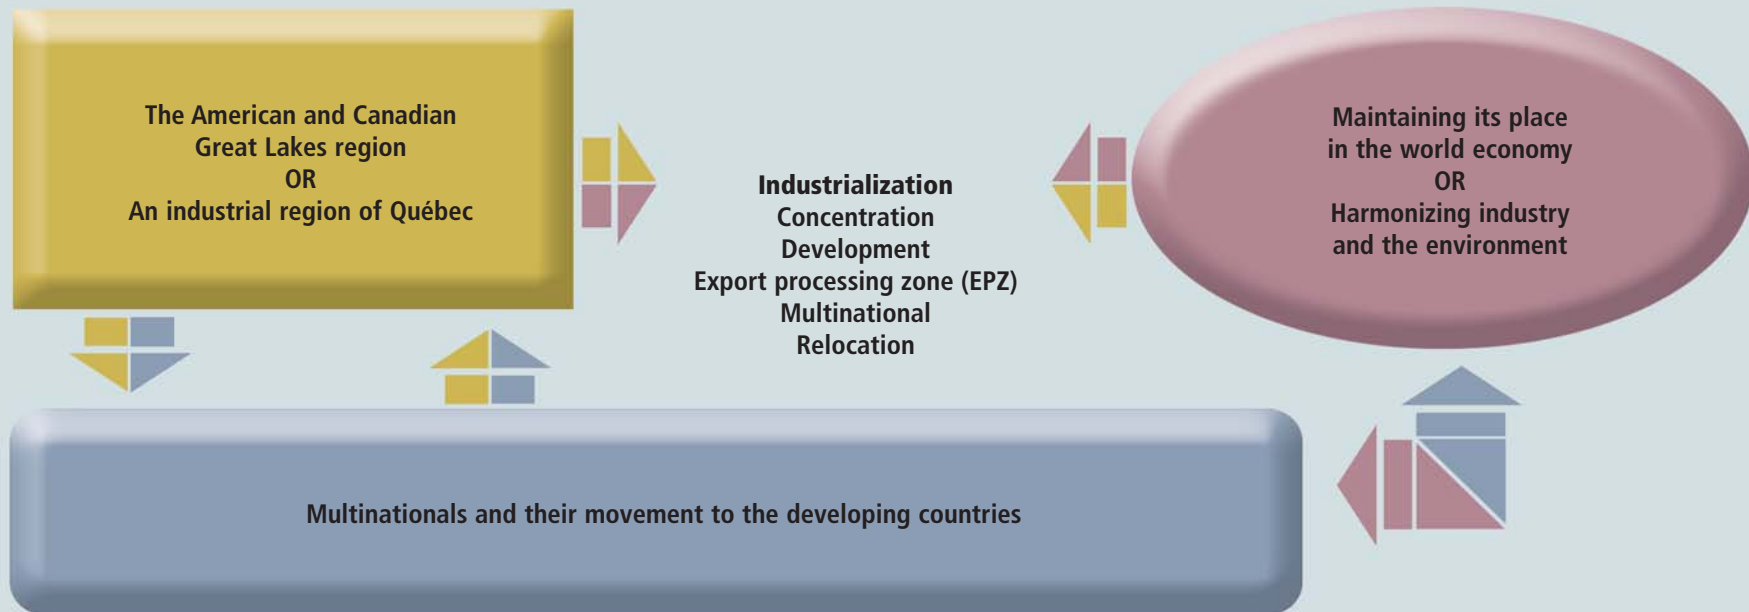 The American and Canadian
Great Lakes region
OR
An industrial region of Québec
Industrialization
Concentration
Development
Export processing zone (EPZ)
Multinational
Relocation
Maintaining its place
in the world economy
OR
Harmonizing industry
and the environment
Multinationals and their movement to the developing countries